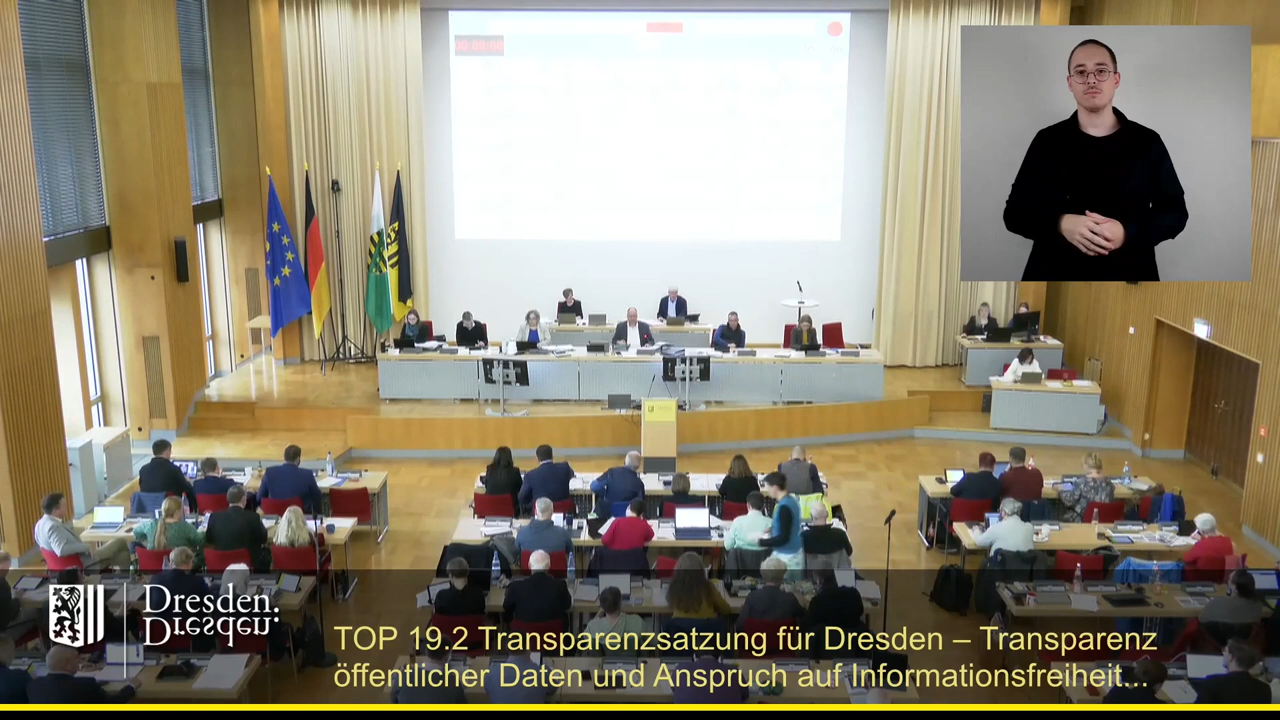 Dresden.
Dresden.
TOP 19.2 Transparenzsatzung für Dresden – Transparenz
öffentlicher Daten und Anspruch auf Informationsfreiheit...